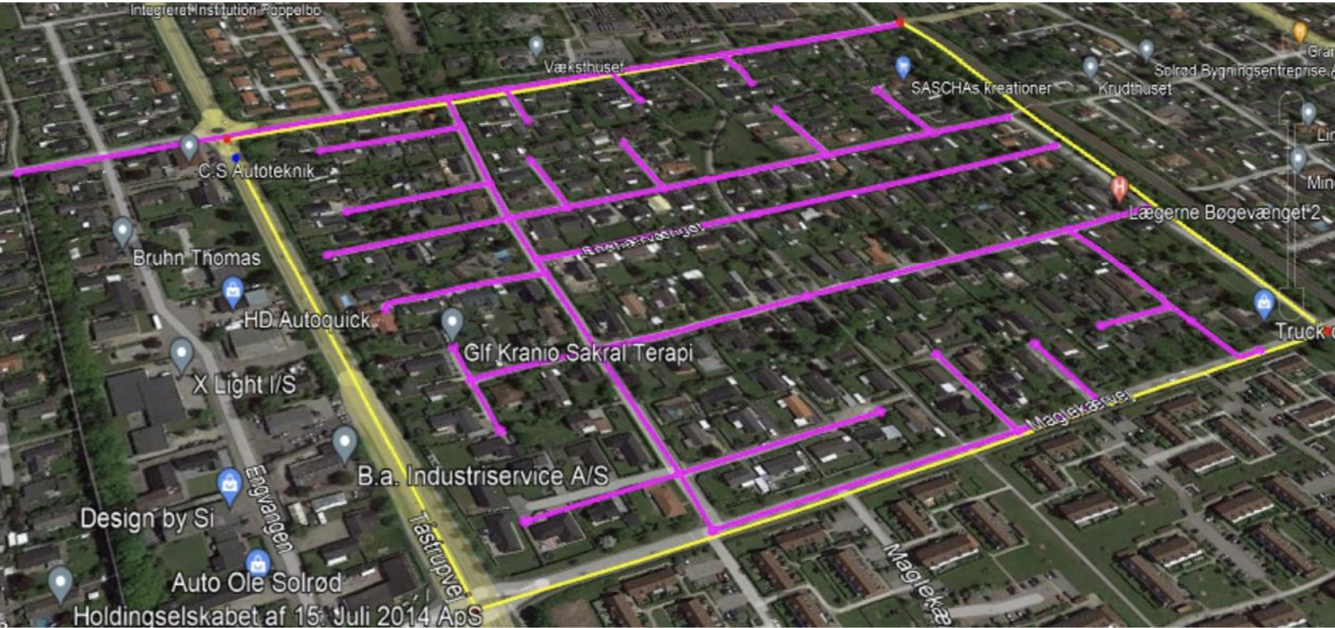 Integreret Institution Poppelbo
Væksthuset
SASCHAs kreationer
Krudthuset
Solrød Bygningsentreprise
C.S Autoteknik
Lægerne Bøgevænget 2
Bruhn Thomas
HD Autoquick
Truck
Glf Kranio Sakral Terapi
X Light I/S
Maglekærvej
B.a. Industriservice A/S
Engvangen
Design by Si
Tåstrupvej
Auto Ole Solrød
Holdingselskabet af 15. Juli 2014 ApS